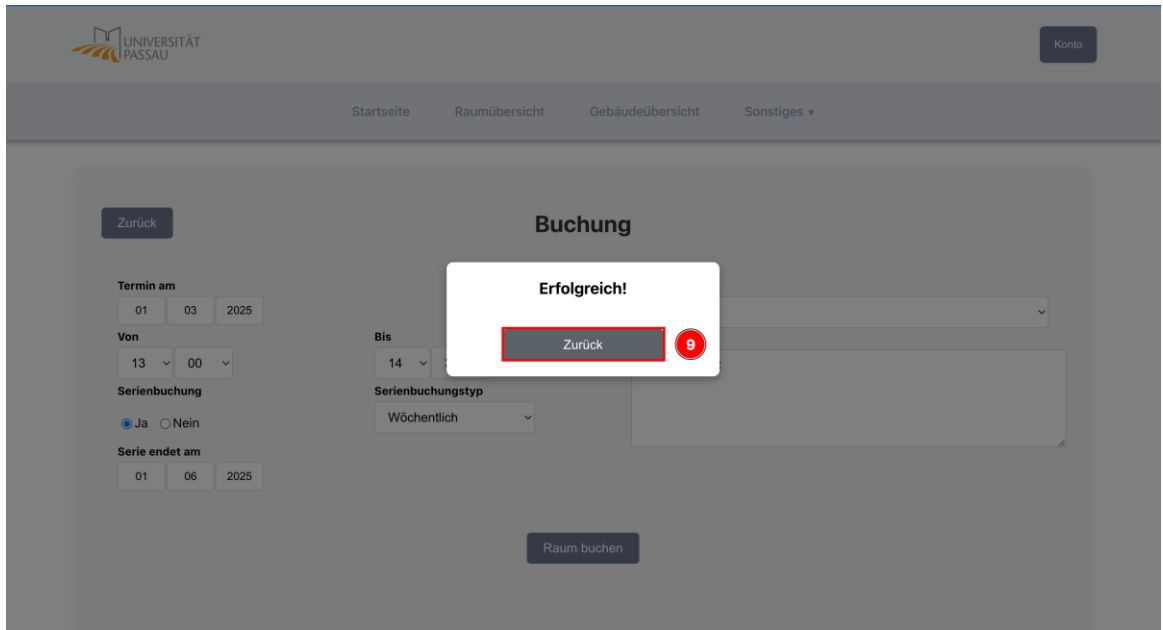 UNIVERSITÄT
PASSAU
Konto
Startseite Raumübersicht Gebäudeübersicht Sonstiges ▾
Zurück
Buchung
Erfolgreich!
Zurück 9
Termin am
01 03 2025
Von Bis
13 00 14
Serienbuchung Serienbuchungstyp
Ja Nein Wöchentlich
Serie endet am
01 06 2025
Raum buchen